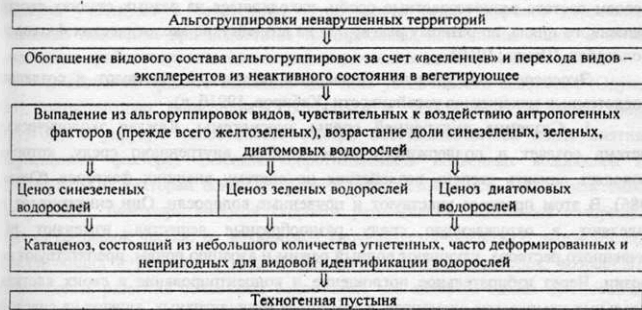 Альгогруппировки ненарушенных территорий
⇓
Обогащение видового состава агльгогруппировок за счет «вселенцев» и перехода видов –
эксплерентов из неактивного состояния в вегетирующее
⇓
Выпадение из альгогруппировок видов, чувствительных к воздействию антропогенных
факторов (прежде всего желтозеленых), возрастание доли синезеленых, зеленых,
диатомовых водорослей
⇓ ⇓ ⇓
Ценоз синезеленых
водорослей
Ценоз зеленых водорослей
Ценоз диатомовых
водорослей
⇓ ⇓ ⇓
Катаценоз, состоящий из небольшого количества угнетенных, часто деформированных и
непригодных для видовой идентификации водорослей
⇓
Техногенная пустыня